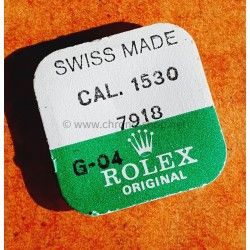 SWISS MADE
CAL. 1530
7918
G-04
ROLEX
ORIGINAL